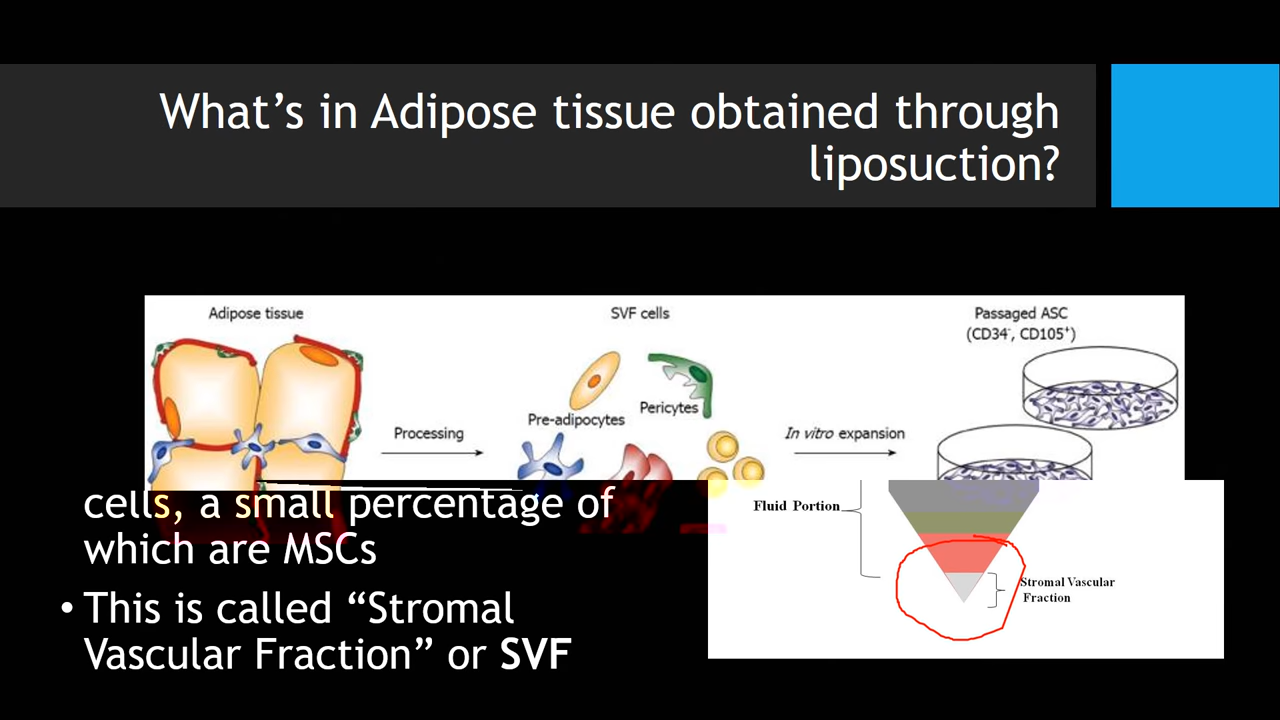 What’s in Adipose tissue obtained through
liposuction?
Adipose tissue
SVF cells
Passaged ASC
(CD34-, CD105+)
Pre-adipocytes
Pericytes
Processing
In vitro expansion
cells, a small percentage of
which are MSCs
• This is called “Stromal
Vascular Fraction” or SVF
Fluid Portion
Stromal Vascular
Fraction